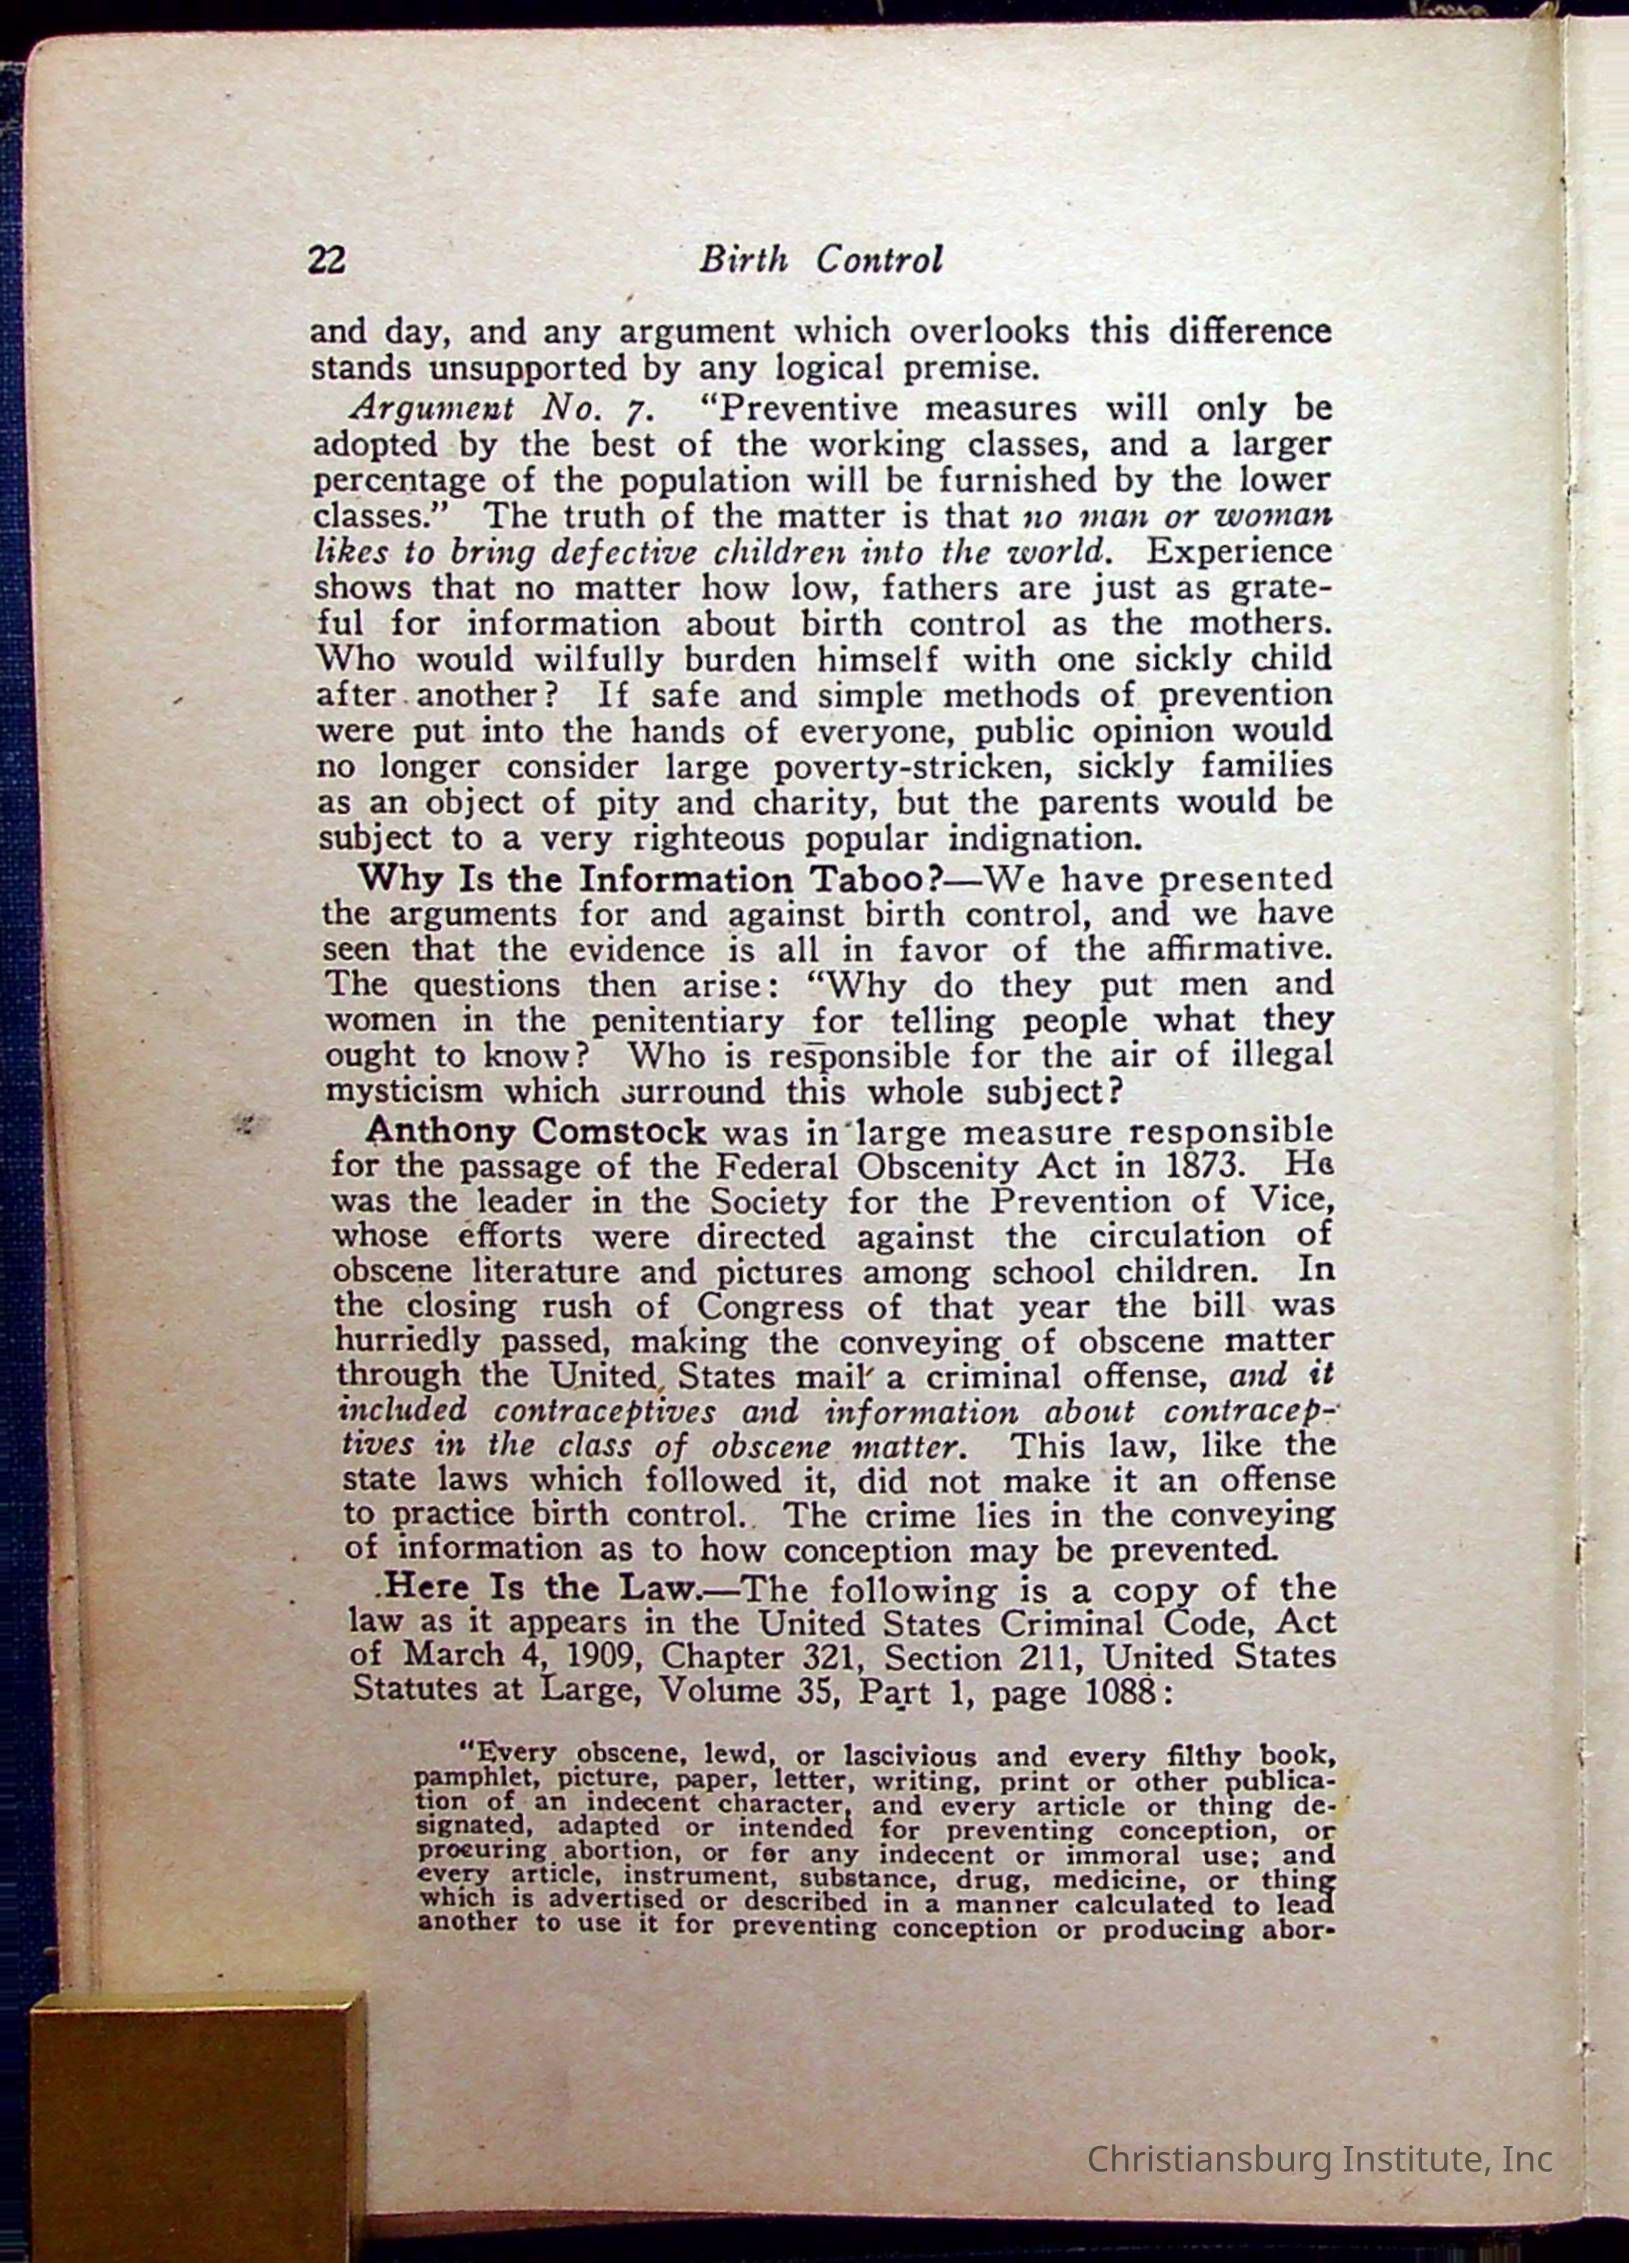 22 Birth Control
and day, and any argument which overlooks this difference
stands unsupported by any logical premise.
Argument No. 7. “Preventive measures will only be
adopted by the best of the working classes, and a larger
percentage of the population will be furnished by the lower
classes.” The truth of the matter is that no man or woman
likes to bring defective children into the world. Experience
shows that no matter how low, fathers are just as grate-
ful for information about birth control as the mothers.
Who would wilfully burden himself with one sickly child
after another? If safe and simple methods of prevention
were put into the hands of everyone, public opinion would
no longer consider large poverty-stricken, sickly families
as an object of pity and charity, but the parents would be
subject to a very righteous popular indignation.
Why Is the Information Taboo?—We have presented
the arguments for and against birth control, and we have
seen that the evidence is all in favor of the affirmative.
The questions then arise: “Why do they put men and
women in the penitentiary for telling people what they
ought to know? Who is responsible for the air of illegal
mysticism which surround this whole subject?
Anthony Comstock was in large measure responsible
for the passage of the Federal Obscenity Act in 1873. He
was the leader in the Society for the Prevention of Vice,
whose efforts were directed against the circulation of
obscene literature and pictures among school children. In
the closing rush of Congress of that year the bill was
hurriedly passed, making the conveying of obscene matter
through the United States mail a criminal offense, and it
included contraceptives and information about contracep-
tives in the class of obscene matter. This law, like the
state laws which followed it, did not make it an offense
to practice birth control. The crime lies in the conveying
of information as to how conception may be prevented.
Here Is the Law.—The following is a copy of the
law as it appears in the United States Criminal Code, Act
of March 4, 1909, Chapter 321, Section 211, United States
Statutes at Large, Volume 35, Part 1, page 1088:
“Every obscene, lewd, or lascivious and every filthy book,
pamphlet, picture, paper, letter, writing, print or other publica-
tion of an indecent character, and every article or thing de-
signated, adapted or intended for preventing conception, or
procuring abortion, or for any indecent or immoral use; and
every article, instrument, substance, drug, medicine, or thing
which is advertised or described in a manner calculated to lead
another to use it for preventing conception or producing abor-
Christiansburg Institute, Inc